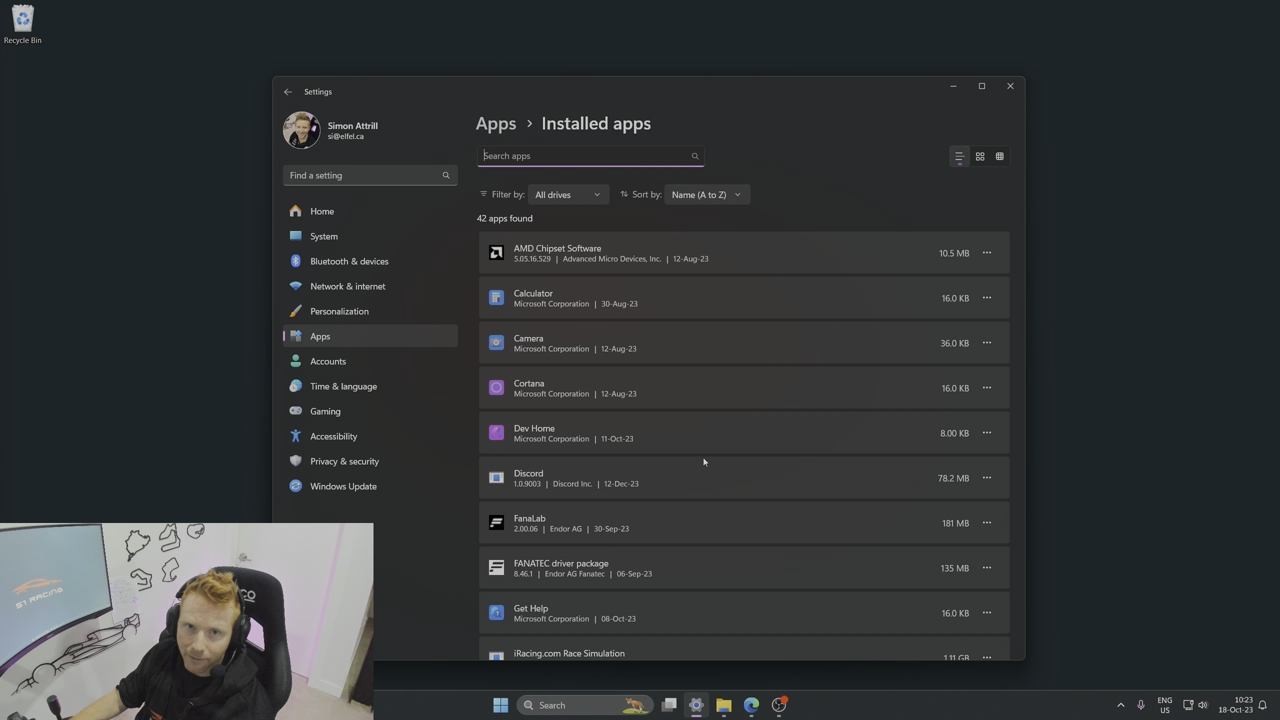 Recycle Bin
Settings
Simon Attrill
si@elfel.ca
Find a setting
Home
System
Bluetooth & devices
Network & internet
Personalization
Apps
Accounts
Time & language
Gaming
Accessibility
Privacy & security
Windows Update
Apps > Installed apps
Search apps
Filter by: All drives
Sort by: Name (A to Z)
42 apps found
AMD Chipset Software
5.05.16.529 | Advanced Micro Devices, Inc. | 12-Aug-23
10.5 MB
Calculator
Microsoft Corporation | 30-Aug-23
16.0 KB
Camera
Microsoft Corporation | 12-Aug-23
36.0 KB
Cortana
Microsoft Corporation | 12-Aug-23
16.0 KB
Dev Home
Microsoft Corporation | 11-Oct-23
8.00 KB
Discord
1.0.9003 | Discord Inc. | 12-Dec-23
78.2 MB
FanaLab
2.00.06 | Endor AG | 30-Sep-23
181 MB
FANATEC driver package
8.46.1 | Endor AG Fanatec | 06-Sep-23
135 MB
Get Help
Microsoft Corporation | 08-Oct-23
16.0 KB
iRacing.com Race Simulation
1.11 GB
S1 RACING
Search
ENG
US
10:23
18-Oct-23